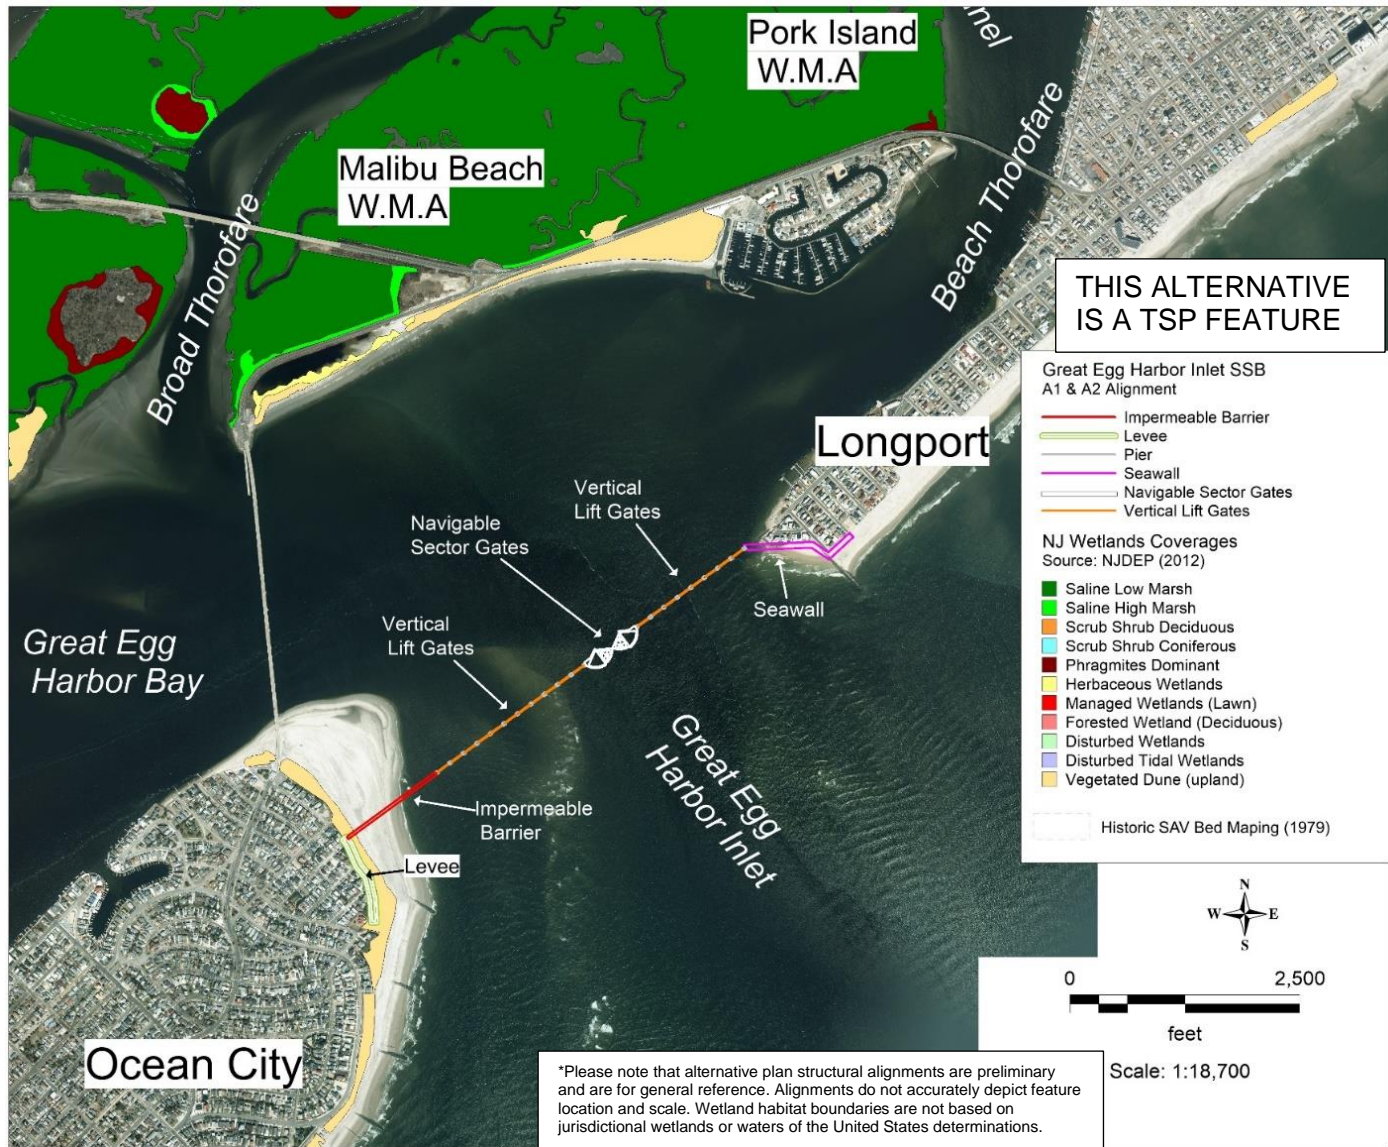 Pork Island
W.M.A
nel
Malibu Beach
W.M.A
Broad Thorofare
Beach Thorofare
THIS ALTERNATIVE
IS A TSP FEATURE
Great Egg Harbor Inlet SSB
A1 & A2 Alignment
Impermeable Barrier
Levee
Pier
Seawall
Navigable Sector Gates
Vertical Lift Gates
NJ Wetlands Coverages
Source: NJDEP (2012)
Saline Low Marsh
Saline High Marsh
Scrub Shrub Deciduous
Scrub Shrub Coniferous
Phragmites Dominant
Herbaceous Wetlands
Managed Wetlands (Lawn)
Forested Wetland (Deciduous)
Disturbed Wetlands
Disturbed Tidal Wetlands
Vegetated Dune (upland)
Historic SAV Bed Maping (1979)
Longport
Vertical
Lift Gates
Navigable
Sector Gates
Seawall
Vertical
Lift Gates
Great Egg
Harbor Bay
Great Egg
Harbor Inlet
Impermeable
Barrier
Levee
Ocean City
N
W E
S
0 2,500
feet
Scale: 1:18,700
*Please note that alternative plan structural alignments are preliminary
and are for general reference. Alignments do not accurately depict feature
location and scale. Wetland habitat boundaries are not based on
jurisdictional wetlands or waters of the United States determinations.